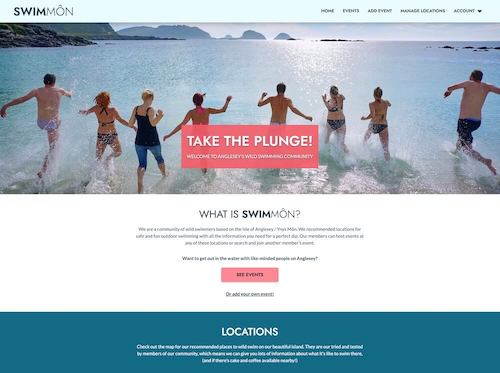 SWIMMÔN
HOME EVENTS ADD EVENT MANAGE LOCATIONS ACCOUNT
TAKE THE PLUNGE!
WELCOME TO ANGLESEY'S WILD SWIMMING COMMUNITY
WHAT IS SWIMMÔN?
We are a community of wild swimmers based on the Isle of Anglesey / Ynys Môn. We recommend locations for
safe and fun outdoor swimming with all the information you need for a perfect dip. Our members can host events at
any of these locations or search and join another member's event.
Want to get out in the water with like-minded people on Anglesey?
SEE EVENTS
Or add your own event!
LOCATIONS
Check out the map for our recommended places to wild swim on our beautiful island. They are our tried and tested
by members of our community, which means we can give you lots of information about what it's like to swim there,
(and if there's cake and coffee available nearby!)